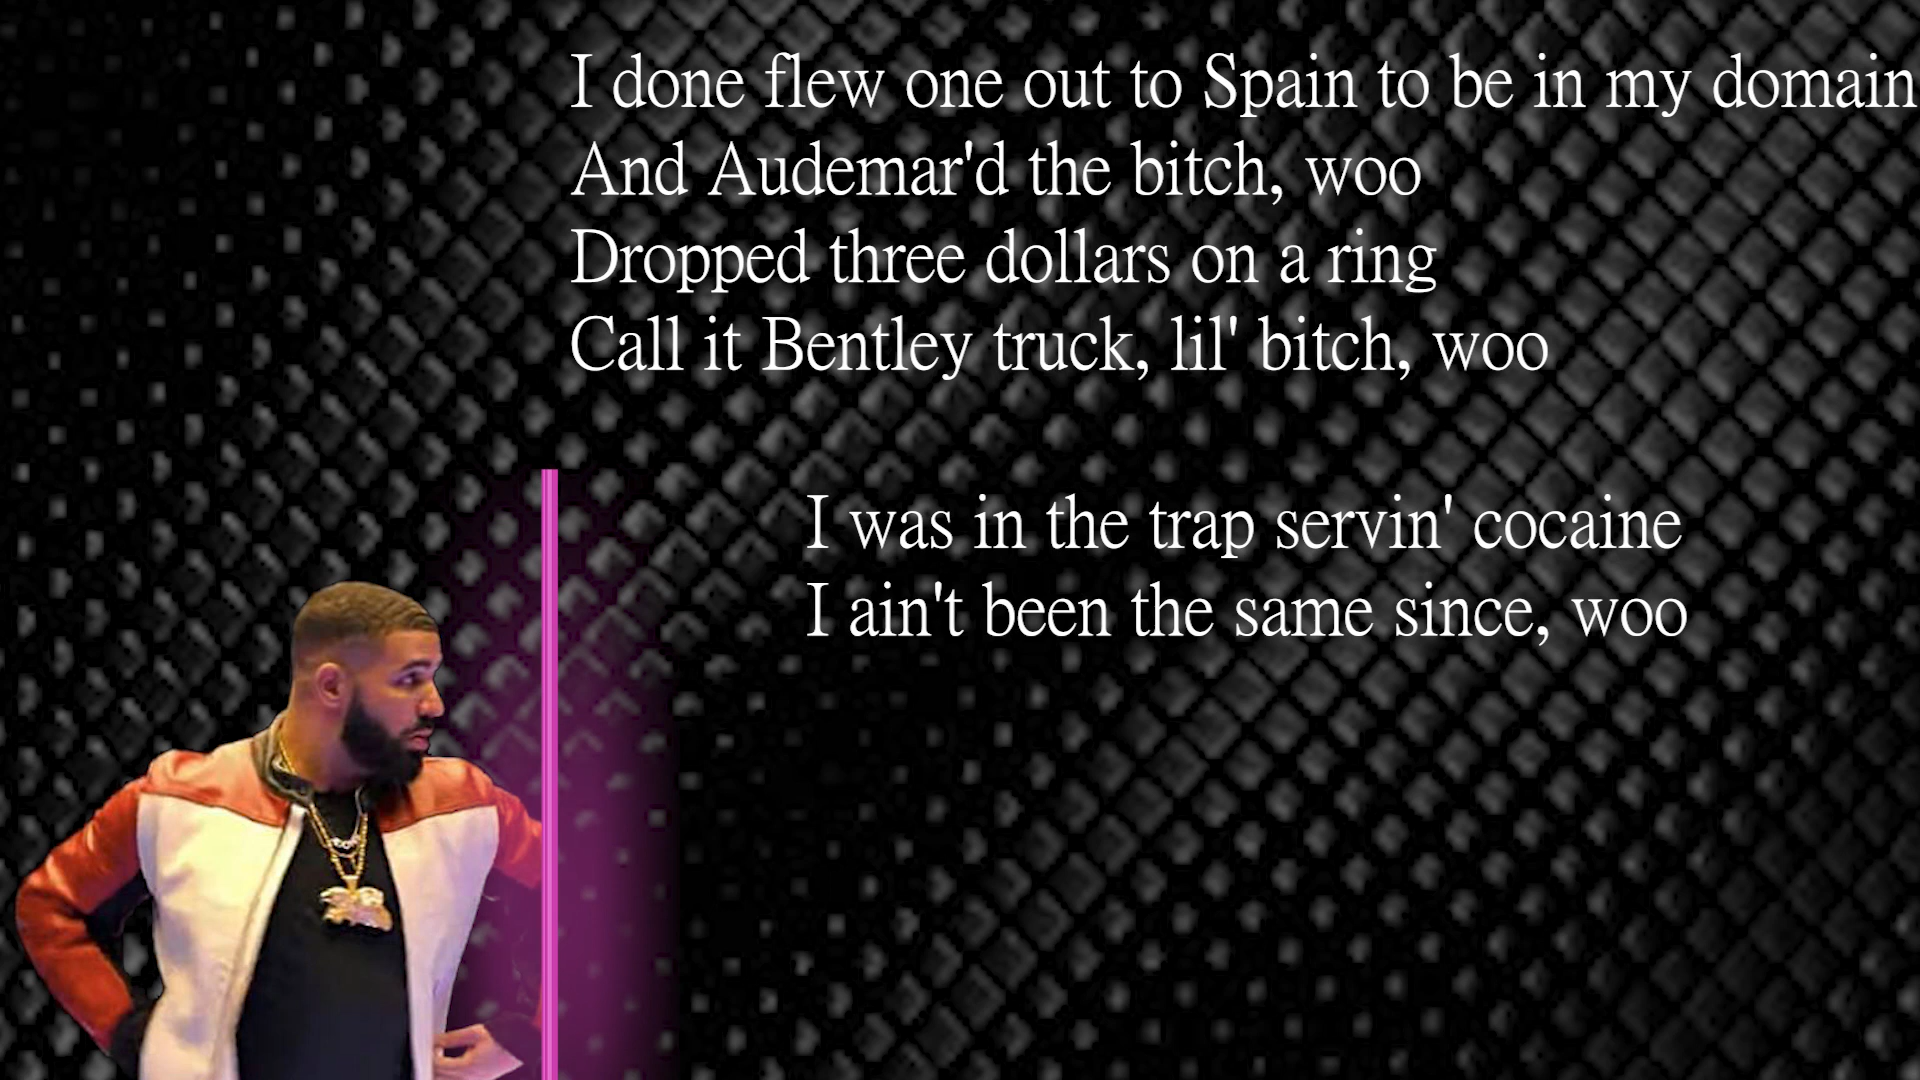 I done flew one out to Spain to be in my domain
And Audemar'd the bitch, woo
Dropped three dollars on a ring
Call it Bentley truck, lil' bitch, woo
I was in the trap servin' cocaine
I ain't been the same since, woo